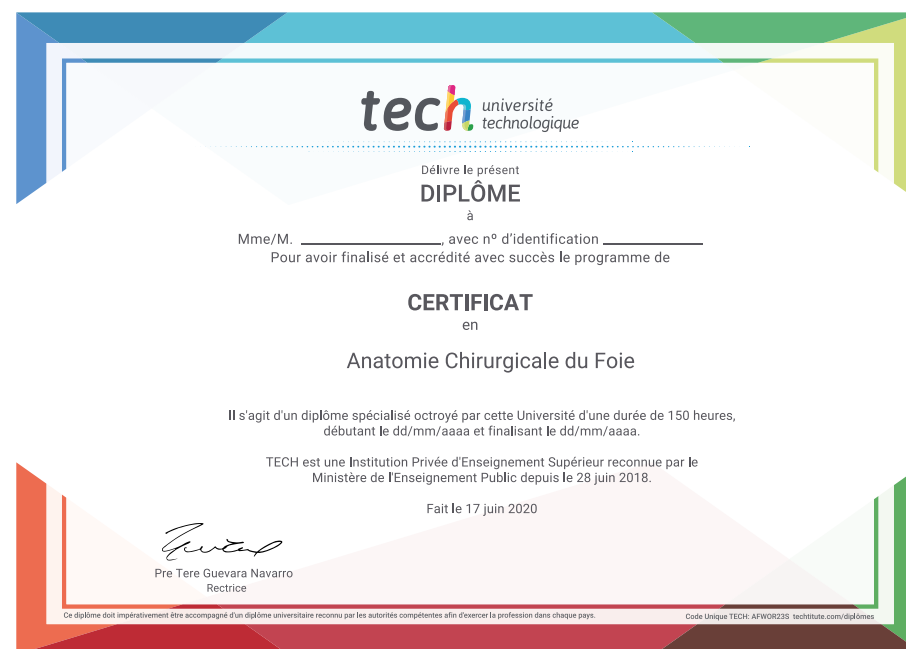 tech université
technologique
Délivre le présent
DIPLÔME
à
Mme/M. ____________________, avec nº d'identification ______________
Pour avoir finalisé et accrédité avec succès le programme de
CERTIFICAT
en
Anatomie Chirurgicale du Foie
Il s'agit d'un diplôme spécialisé octroyé par cette Université d'une durée de 150 heures,
débutant le dd/mm/aaaa et finalisant le dd/mm/aaaa.
TECH est une Institution Privée d'Enseignement Supérieur reconnue par le
Ministère de l'Enseignement Public depuis le 28 juin 2018.
Fait le 17 juin 2020
Pre Tere Guevara Navarro
Rectrice
Ce diplôme doit impérativement être accompagné d'un diplôme universitaire reconnu par les autorités compétentes afin d'exercer la profession dans chaque pays.
Code Unique TECH: AFWOR23S techtitute.com/diplômes